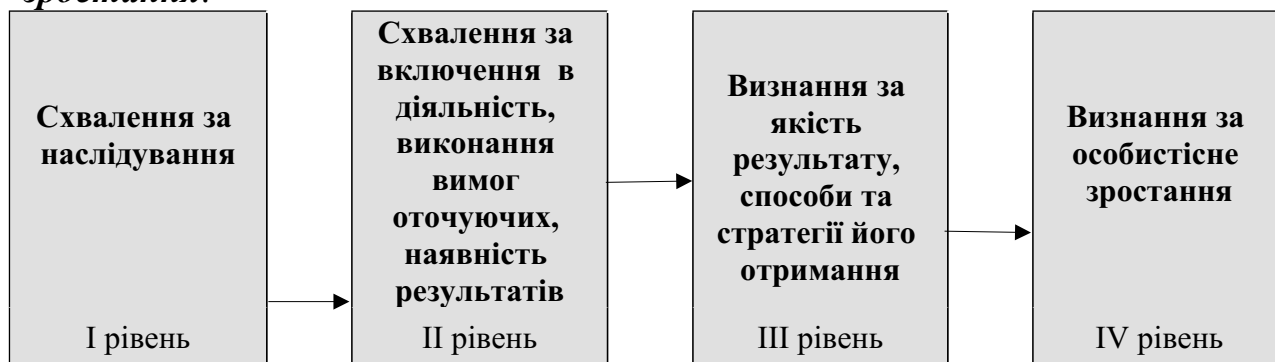 зростання.
Схвалення за
наслідування
І рівень
Схвалення за
включення в
діяльність,
виконання
вимог
оточуючих,
наявність
результатів
ІІ рівень
Визнання за
якість
результату,
способи та
стратегії його
отримання
ІІІ рівень
Визнання за
особистісне
зростання
IV рівень